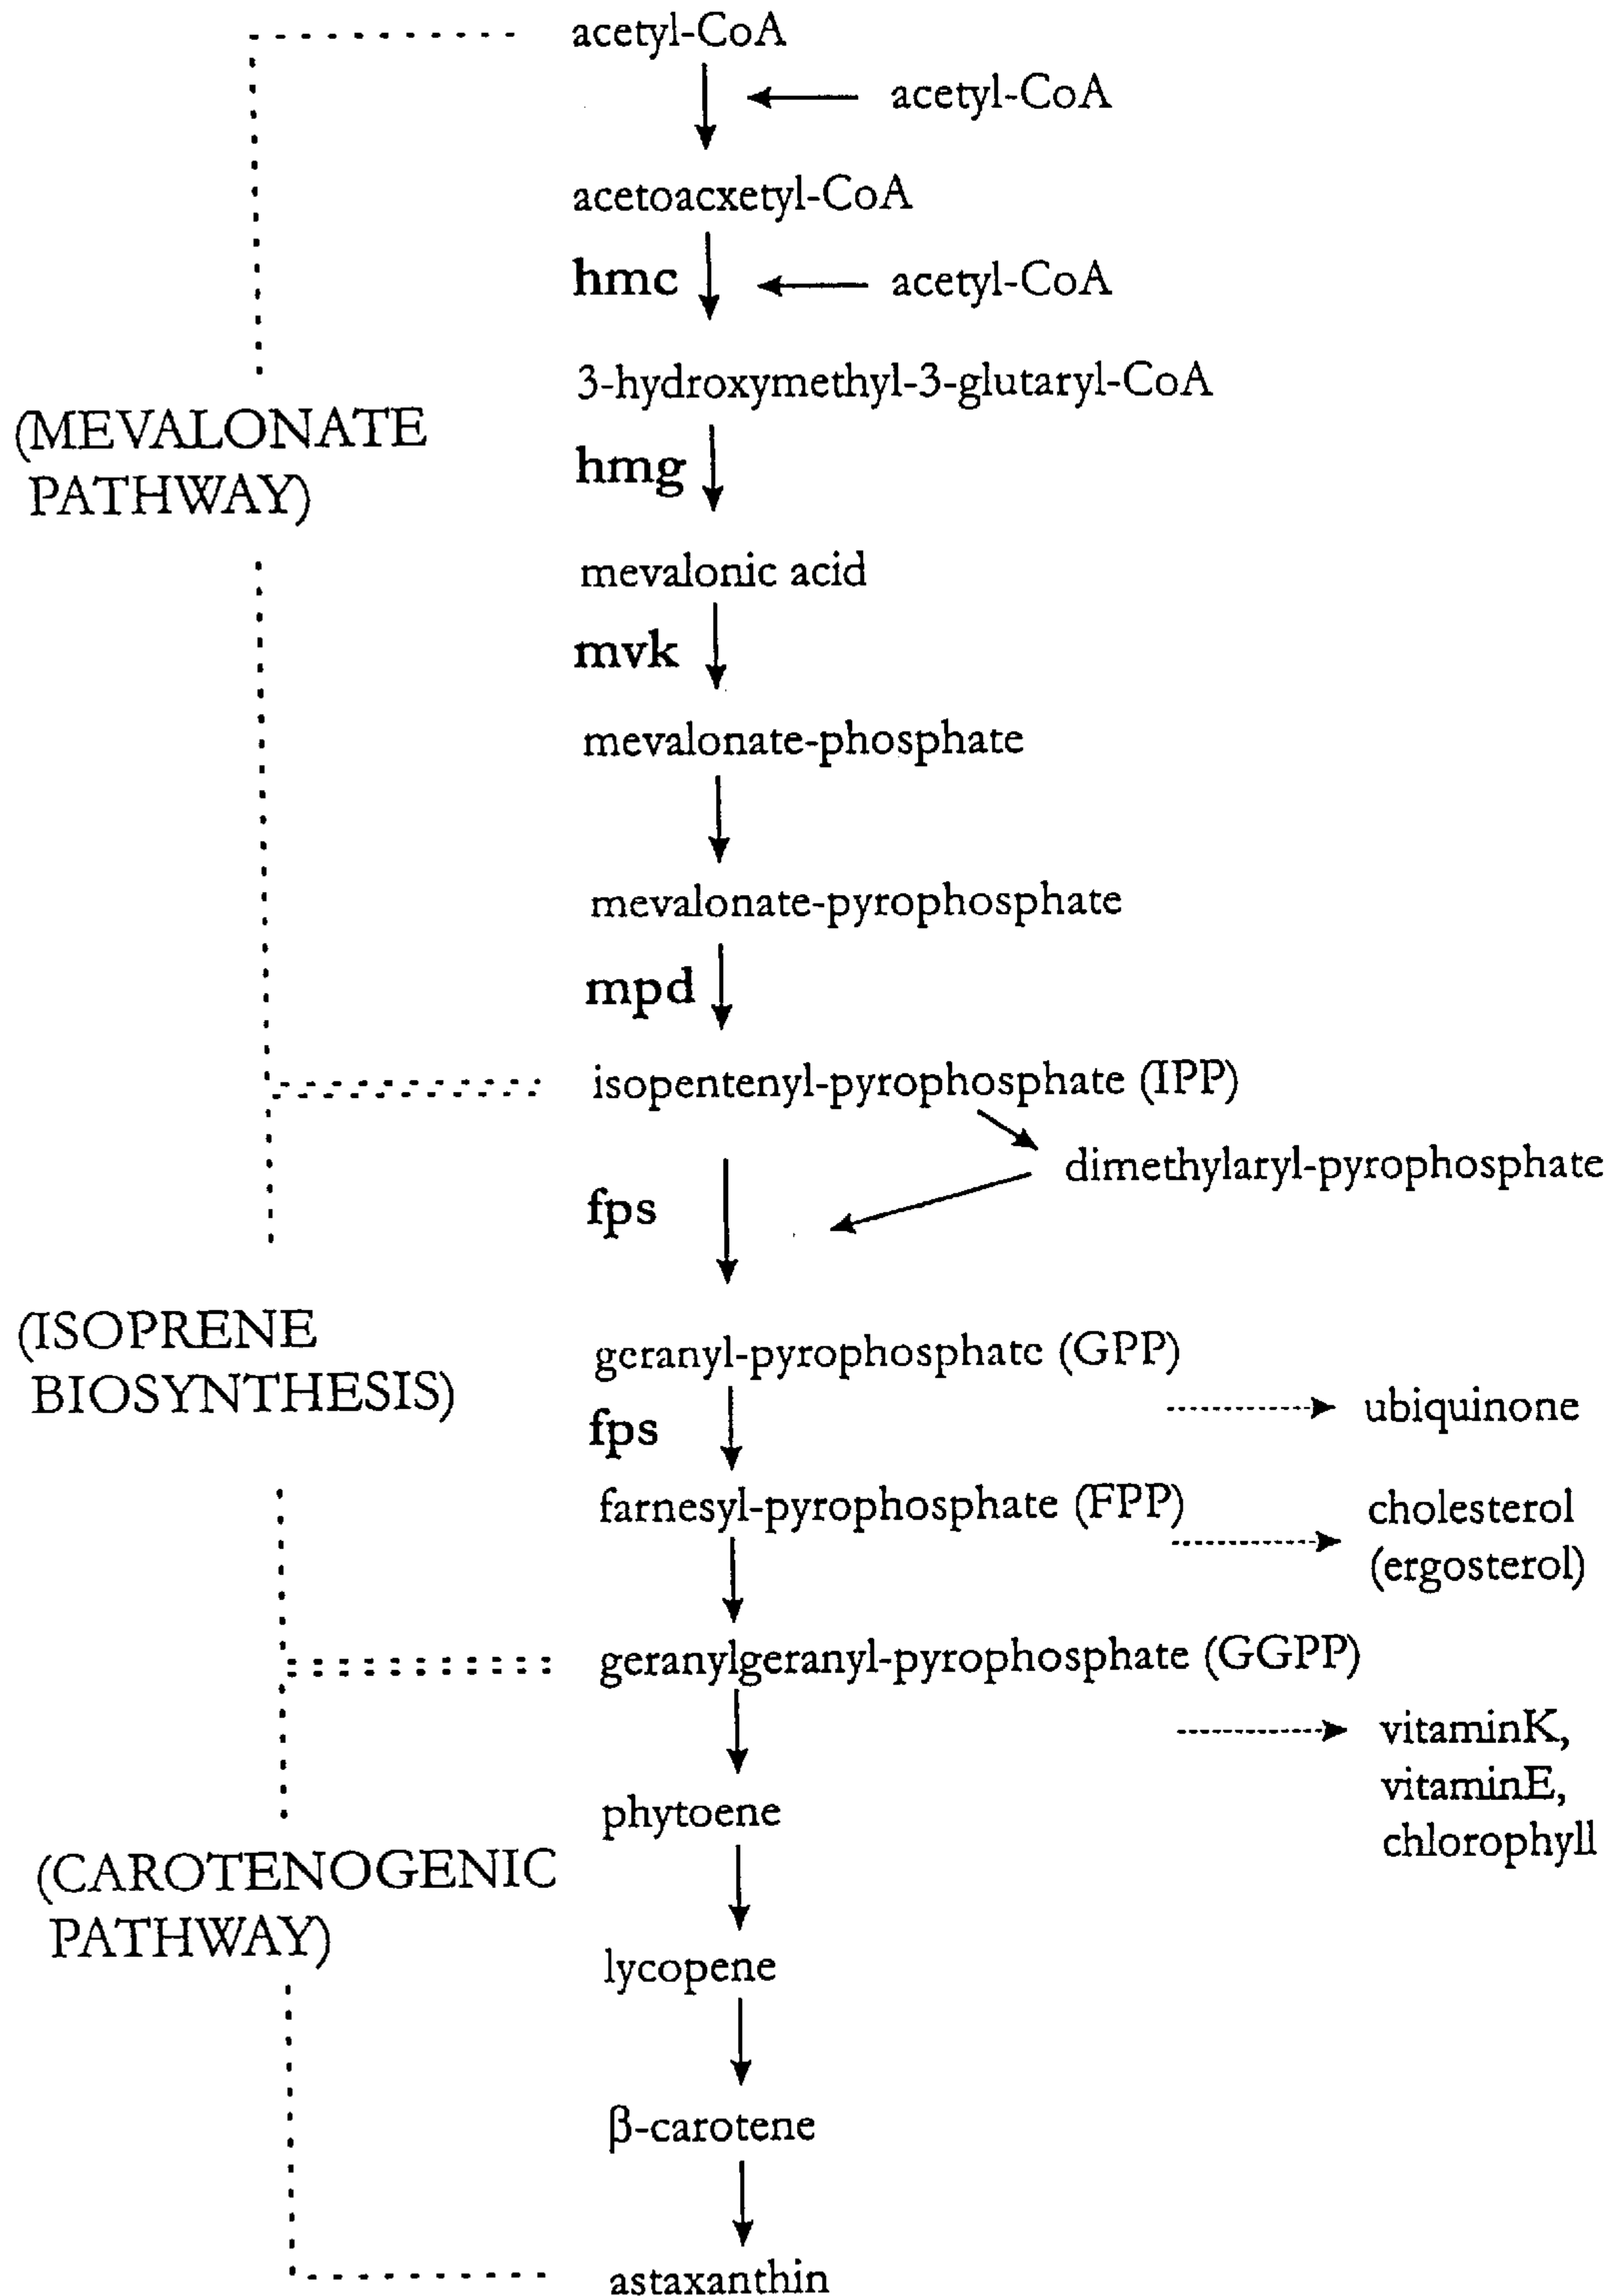 acetyl-CoA
acetyl-CoA
acetoacxetyl-CoA
hmc
acetyl-CoA
3-hydroxymethyl-3-glutaryl-CoA
(MEVALONATE
PATHWAY)
hmg
mevalonic acid
mvk
mevalonate-phosphate
mevalonate-pyrophosphate
mpd
isopentenyl-pyrophosphate (IPP)
dimethylaryl-pyrophosphate
fps
(ISOPRENE
BIOSYNTHESIS)
geranyl-pyrophosphate (GPP)
ubiquinone
fps
farnesyl-pyrophosphate (FPP)
cholesterol
(ergosterol)
geranylgeranyl-pyrophosphate (GGPP)
vitaminK,
vitaminE,
chlorophyll
phytoene
(CAROTENOGENIC
PATHWAY)
lycopene
β-carotene
astaxanthin